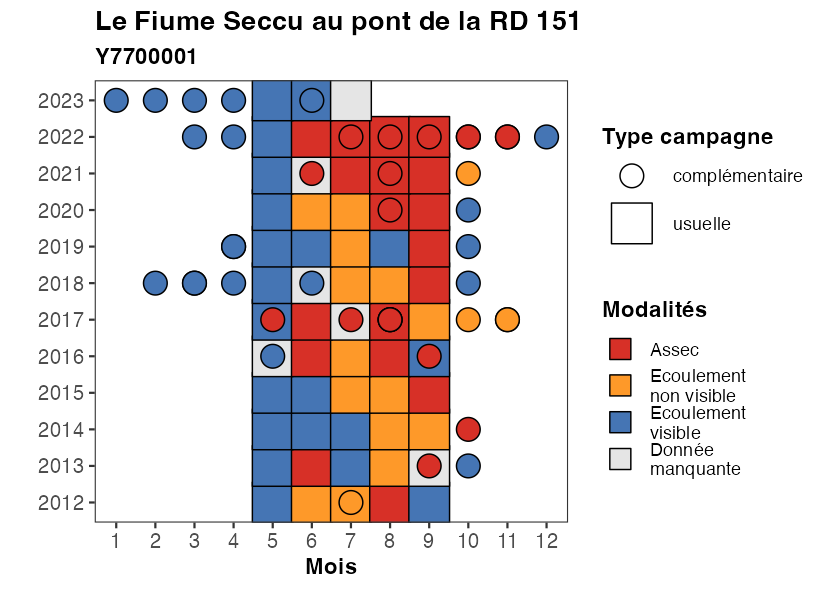 Le Fiume Seccu au pont de la RD 151
Y7700001
2023
2022
2021
2020
2019
2018
2017
2016
2015
2014
2013
2012
1 2 3 4 5 6 7 8 9 10 11 12
Mois
Type campagne
complémentaire
usuelle
Modalités
Assec
Ecoulement
non visible
Ecoulement
visible
Donnée
manquante